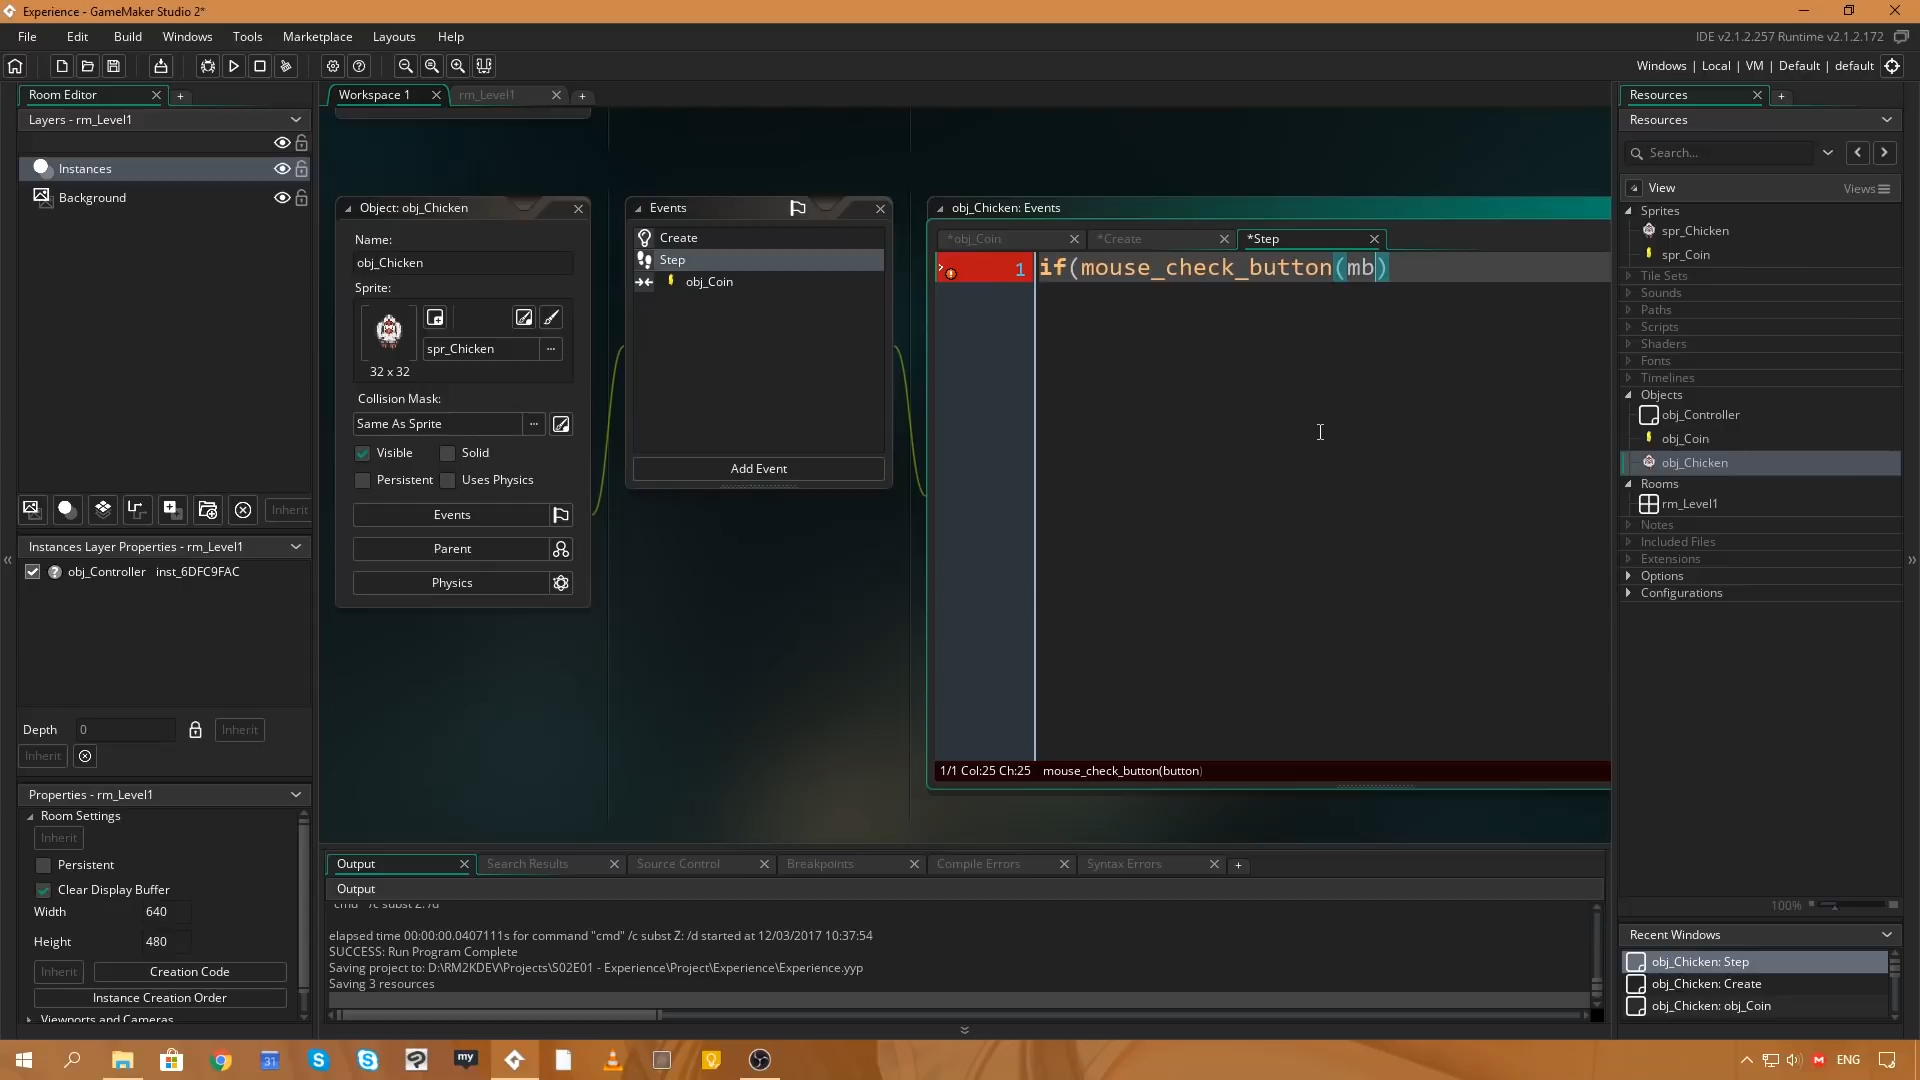 Experience - GameMaker Studio 2*
File Edit Build Windows Tools Marketplace Layouts Help
IDE v2.1.2.257 Runtime v2.1.2.172
Windows | Local | VM | Default | default
Room Editor
Layers - rm_Level1
Instances
Background
Inherit
Instances Layer Properties - rm_Level1
obj_Controller inst_6DFC9FAC
Depth 0 Inherit
Inherit
Properties - rm_Level1
Room Settings
Inherit
Persistent
Clear Display Buffer
Width 640
Height 480
Inherit Creation Code
Instance Creation Order
Viewports and Cameras
Workspace 1 rm_Level1
Object: obj_Chicken
Name:
obj_Chicken
Sprite:
spr_Chicken ...
32 x 32
Collision Mask:
Same As Sprite ...
Visible Solid
Persistent Uses Physics
Events
Parent
Physics
Events
Create
Step
obj_Coin
Add Event
obj_Chicken: Events
*obj_Coin *Create *Step
1 if(mouse_check_button(mb)
1/1 Col:25 Ch:25 mouse_check_button(button)
Output Search Results Source Control Breakpoints Compile Errors Syntax Errors
Output
"cmd" /c subst Z: /d
elapsed time 00:00:00.0407111s for command "cmd" /c subst Z: /d started at 12/03/2017 10:37:54
SUCCESS: Run Program Complete
Saving project to: D:\RM2KDEV\Projects\S02E01 - Experience\Project\Experience\Experience.yyp
Saving 3 resources
Resources
Resources
Search...
View Views
Sprites
spr_Chicken
spr_Coin
Tile Sets
Sounds
Paths
Scripts
Shaders
Fonts
Timelines
Objects
obj_Controller
obj_Coin
obj_Chicken
Rooms
rm_Level1
Notes
Included Files
Extensions
Options
Configurations
100%
Recent Windows
obj_Chicken: Step
obj_Chicken: Create
obj_Chicken: obj_Coin
31
my
ENG